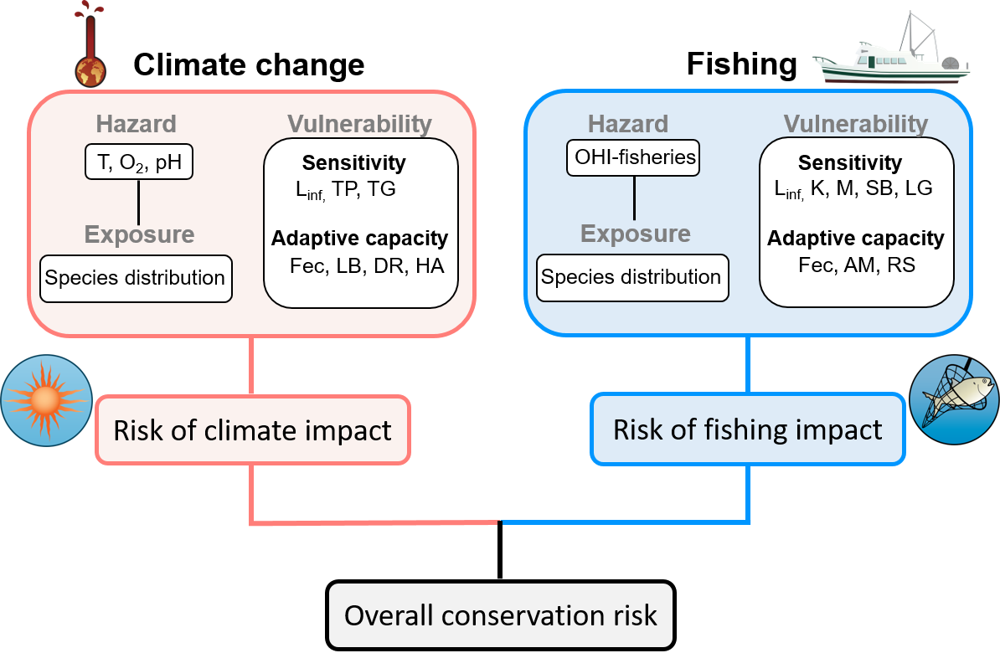 Climate change
Hazard
T, O₂, pH
Exposure
Species distribution
Vulnerability
Sensitivity
Linf, TP, TG
Adaptive capacity
Fec, LB, DR, HA
Fishing
Hazard
OHI-fisheries
Exposure
Species distribution
Vulnerability
Sensitivity
Linf, K, M, SB, LG
Adaptive capacity
Fec, AM, RS
Risk of climate impact
Risk of fishing impact
Overall conservation risk